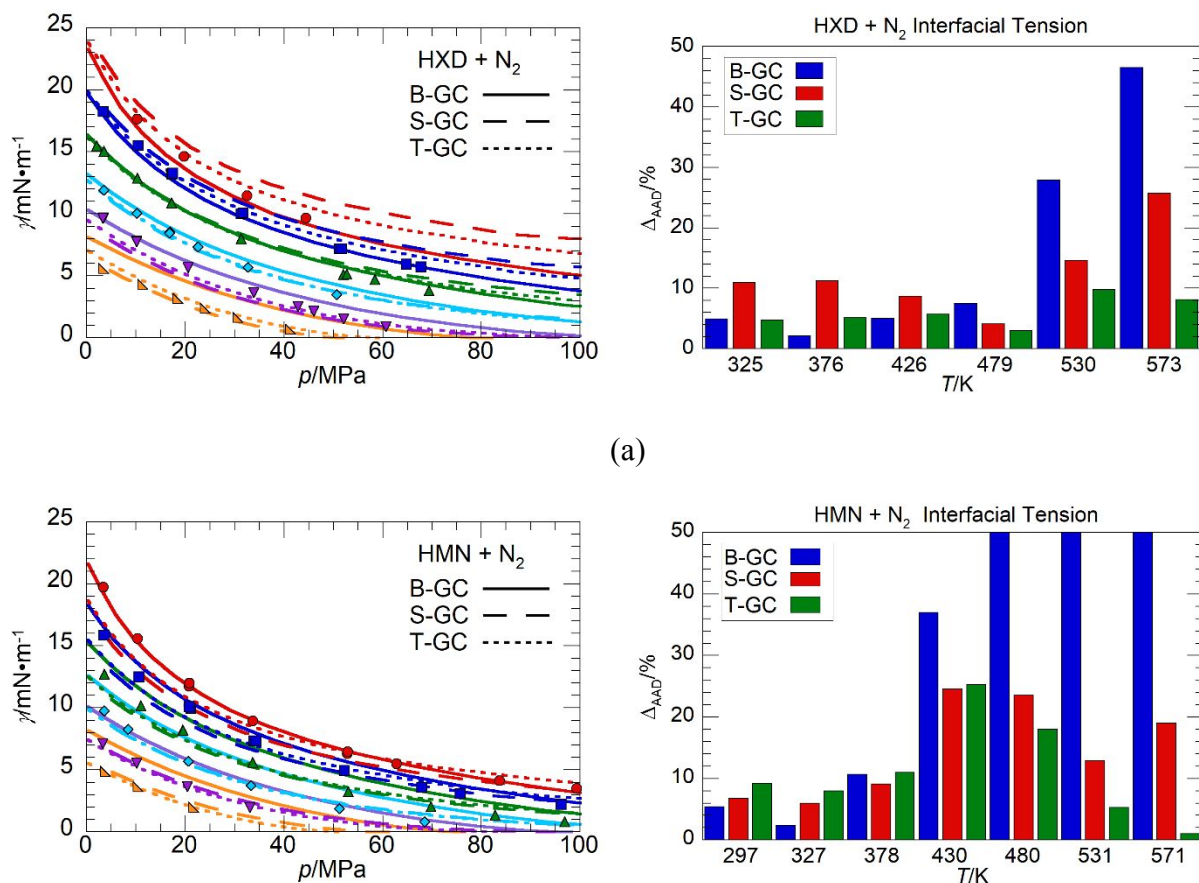 HXD + N₂
B-GC
S-GC
T-GC
γ/mN•m⁻¹
25
20
15
10
5
0
0 20 40 60 80 100
p/MPa
HXD + N₂ Interfacial Tension
B-GC
S-GC
T-GC
Δ_AAD/%
50
40
30
20
10
0
325 376 426 479 530 573
T/K
(a)
HMN + N₂
B-GC
S-GC
T-GC
γ/mN•m⁻¹
25
20
15
10
5
0
0 20 40 60 80 100
p/MPa
HMN + N₂ Interfacial Tension
B-GC
S-GC
T-GC
Δ_AAD/%
50
40
30
20
10
0
297 327 378 430 480 531 571
T/K